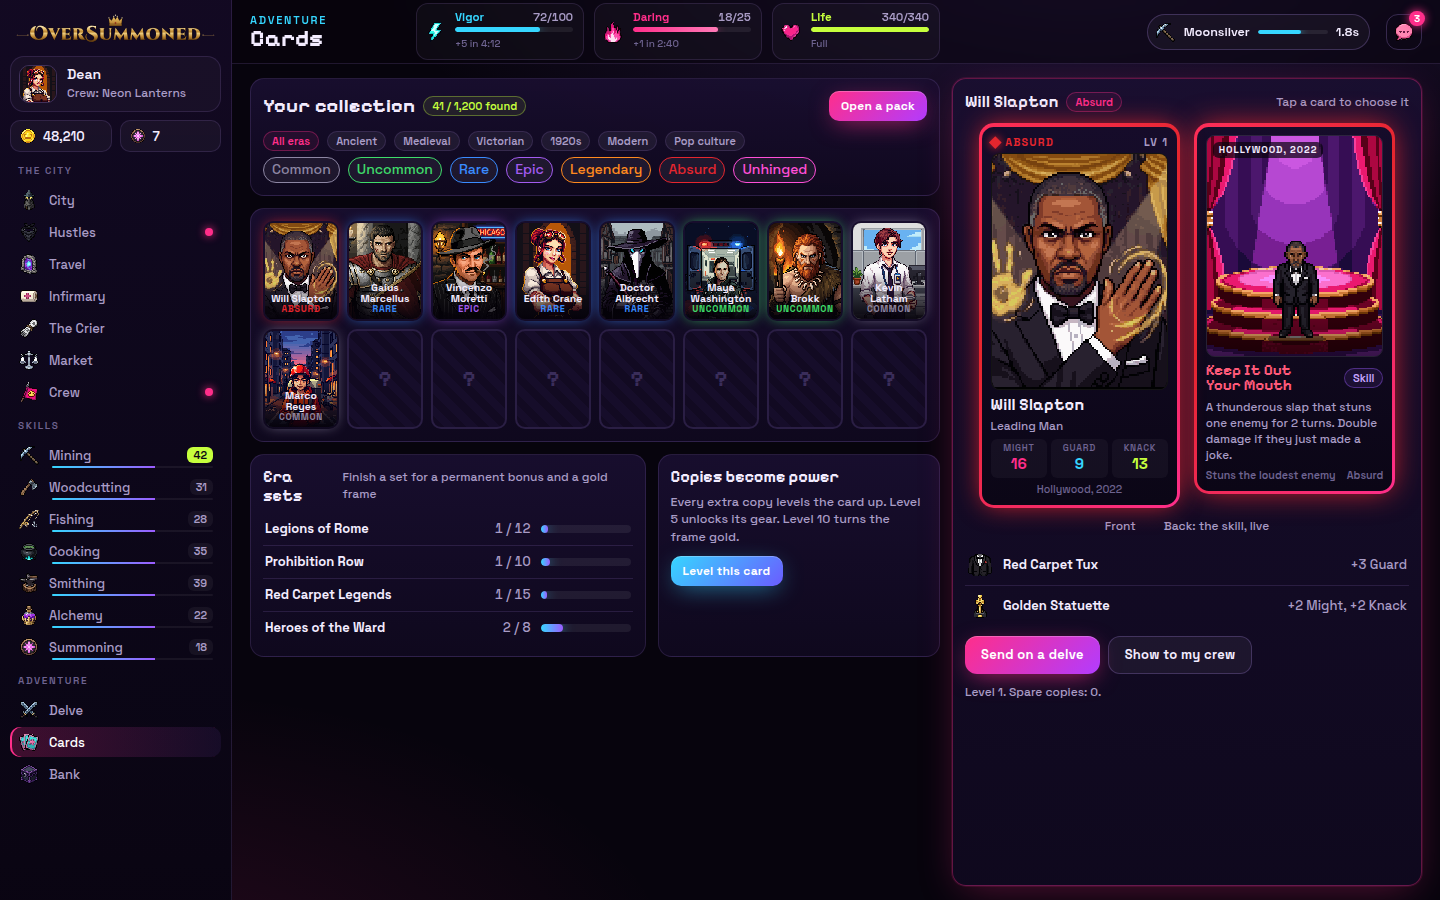 OVERSUMMONED
Dean
Crew: Neon Lanterns
48,210
7
THE CITY
City
Hustles
Travel
Infirmary
The Crier
Market
Crew
SKILLS
Mining 42
Woodcutting 31
Fishing 28
Cooking 35
Smithing 39
Alchemy 22
Summoning 18
ADVENTURE
Delve
Cards
Bank
ADVENTURE
Cards
Vigor 72/100
+5 in 4:12
Daring 18/25
+1 in 2:40
Life 340/340
Full
Moonsilver 1.8s
3
Your collection 41 / 1,200 found
Open a pack
All eras Ancient Medieval Victorian 1920s Modern Pop culture
Common Uncommon Rare Epic Legendary Absurd Unhinged
Will Slapton
ABSURD
Gaius
Marcellus
RARE
CHICAGO
Vincenzo
Moretti
EPIC
Edith Crane
RARE
Doctor
Albrecht
RARE
Maya
Washington
UNCOMMON
Brokk
UNCOMMON
Kevin
Latham
COMMON
Marco
Reyes
COMMON
? ? ? ? ? ? ?
Era
sets
Finish a set for a permanent bonus and a gold
frame
Legions of Rome 1 / 12
Prohibition Row 1 / 10
Red Carpet Legends 1 / 15
Heroes of the Ward 2 / 8
Copies become power
Every extra copy levels the card up. Level
5 unlocks its gear. Level 10 turns the
frame gold.
Level this card
Will Slapton Absurd Tap a card to choose it
ABSURD LV 1
Will Slapton
Leading Man
MIGHT GUARD KNACK
16 9 13
Hollywood, 2022
HOLLYWOOD, 2022
Keep It Out
Your Mouth
Skill
A thunderous slap that stuns
one enemy for 2 turns. Double
damage if they just made a
joke.
Stuns the loudest enemy Absurd
Front Back: the skill, live
Red Carpet Tux +3 Guard
Golden Statuette +2 Might, +2 Knack
Send on a delve Show to my crew
Level 1. Spare copies: 0.